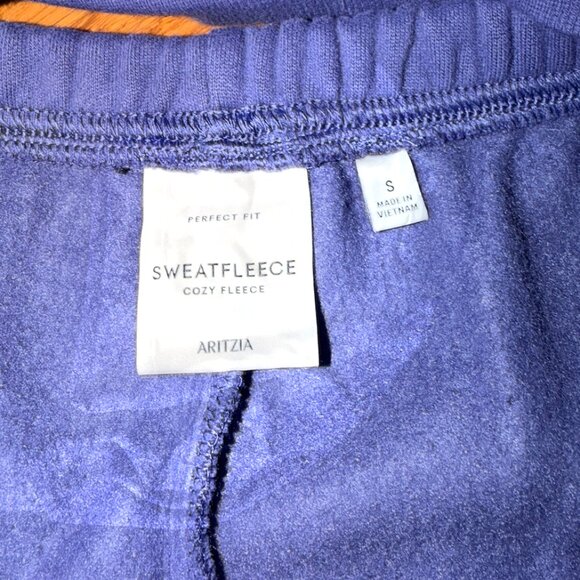 PERFECT FIT
SWEATFLEECE
COZY FLEECE
ARITZIA
S
MADE IN
VIETNAM